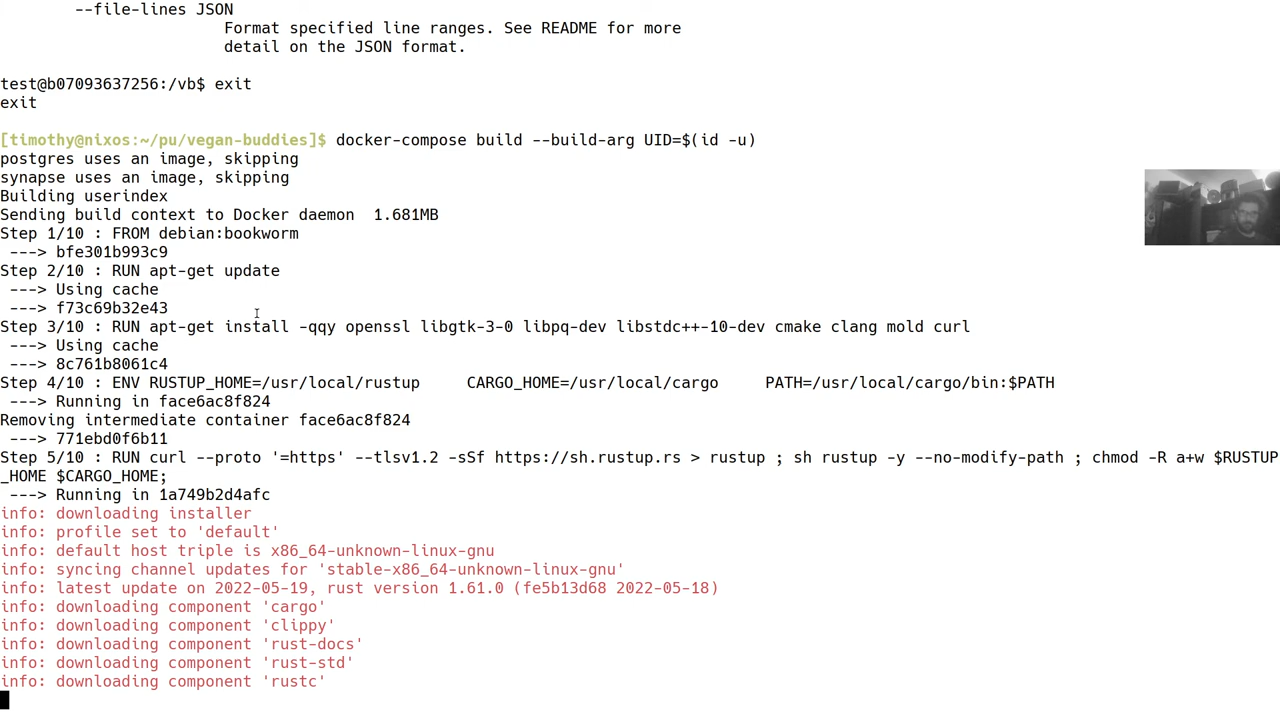 --file-lines JSON
Format specified line ranges. See README for more
detail on the JSON format.
test@b07093637256:/vb$ exit
exit
[timothy@nixos:~/pu/vegan-buddies]$ docker-compose build --build-arg UID=$(id -u)
postgres uses an image, skipping
synapse uses an image, skipping
Building userindex
Sending build context to Docker daemon  1.681MB
Step 1/10 : FROM debian:bookworm
 ---> bfe301b993c9
Step 2/10 : RUN apt-get update
 ---> Using cache
 ---> f73c69b32e43
Step 3/10 : RUN apt-get install -qqy openssl libgtk-3-0 libpq-dev libstdc++-10-dev cmake clang mold curl
 ---> Using cache
 ---> 8c761b8061c4
Step 4/10 : ENV RUSTUP_HOME=/usr/local/rustup     CARGO_HOME=/usr/local/cargo     PATH=/usr/local/cargo/bin:$PATH
 ---> Running in face6ac8f824
Removing intermediate container face6ac8f824
 ---> 771ebd0f6b11
Step 5/10 : RUN curl --proto '=https' --tlsv1.2 -sSf https://sh.rustup.rs > rustup ; sh rustup -y --no-modify-path ; chmod -R a+w $RUSTUP
_HOME $CARGO_HOME;
 ---> Running in 1a749b2d4afc
info: downloading installer
info: profile set to 'default'
info: default host triple is x86_64-unknown-linux-gnu
info: syncing channel updates for 'stable-x86_64-unknown-linux-gnu'
info: latest update on 2022-05-19, rust version 1.61.0 (fe5b13d68 2022-05-18)
info: downloading component 'cargo'
info: downloading component 'clippy'
info: downloading component 'rust-docs'
info: downloading component 'rust-std'
info: downloading component 'rustc'